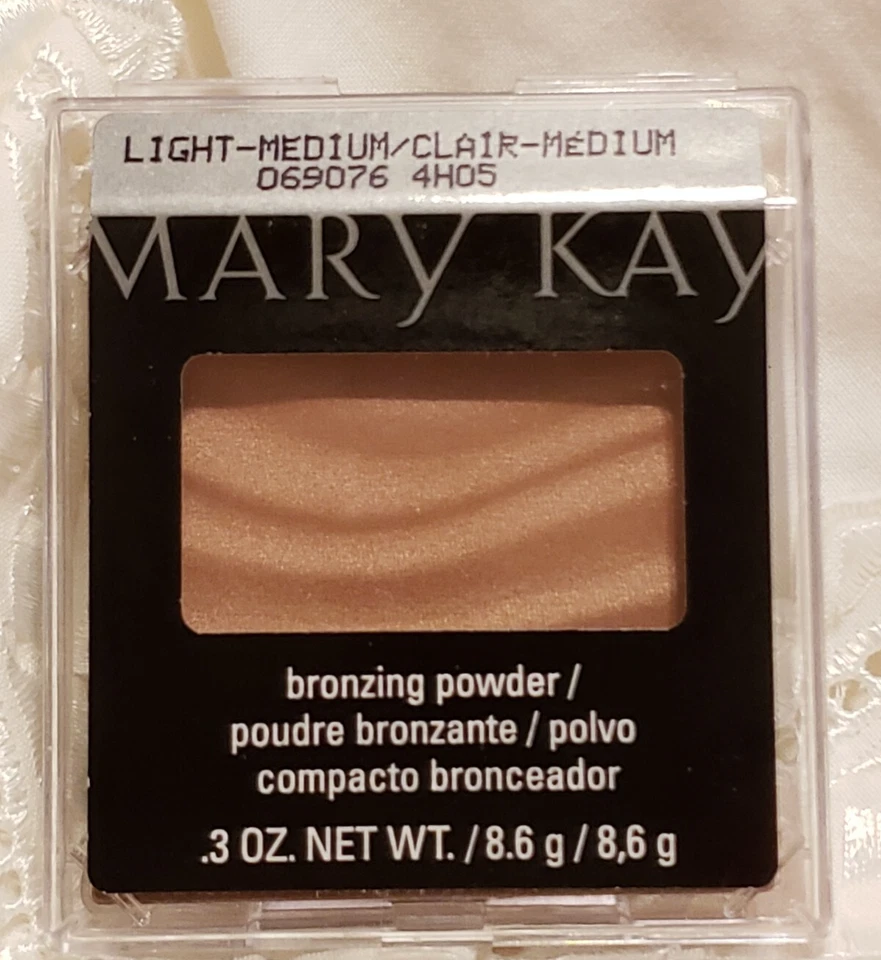 LIGHT-MEDIUM/CLAIR-MÉDIUM
069076 4H05
MARY KAY
bronzing powder /
poudre bronzante / polvo
compacto bronceador
.3 OZ. NET WT. / 8.6 g / 8,6 g